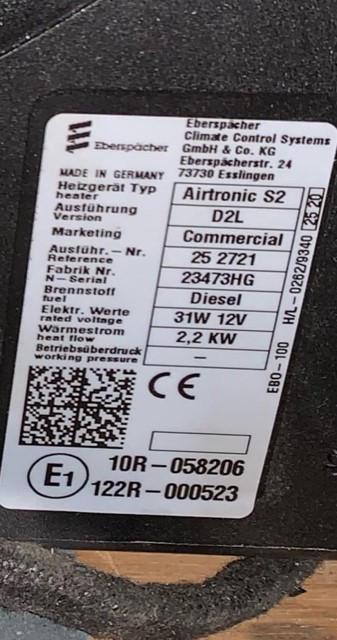 Eberspächer
Eberspächer
Climate Control Systems
GmbH & Co. KG
Eberspächerstr. 24
73730 Esslingen
MADE IN GERMANY
Heizgerät Typ
heater
Airtronic S2
Ausführung
Version
D2L
Marketing
Commercial
Ausführ.-Nr.
Reference
25 2721
Fabrik Nr.
N-Serial
23473HG
Brennstoff
fuel
Diesel
Elektr. Werte
rated voltage
31W 12V
Wärmestrom
heat flow
2,2 KW
Betriebsüberdruck
working pressure
–
CE
E1
10R-058206
122R-000523
EBO-100
25 20